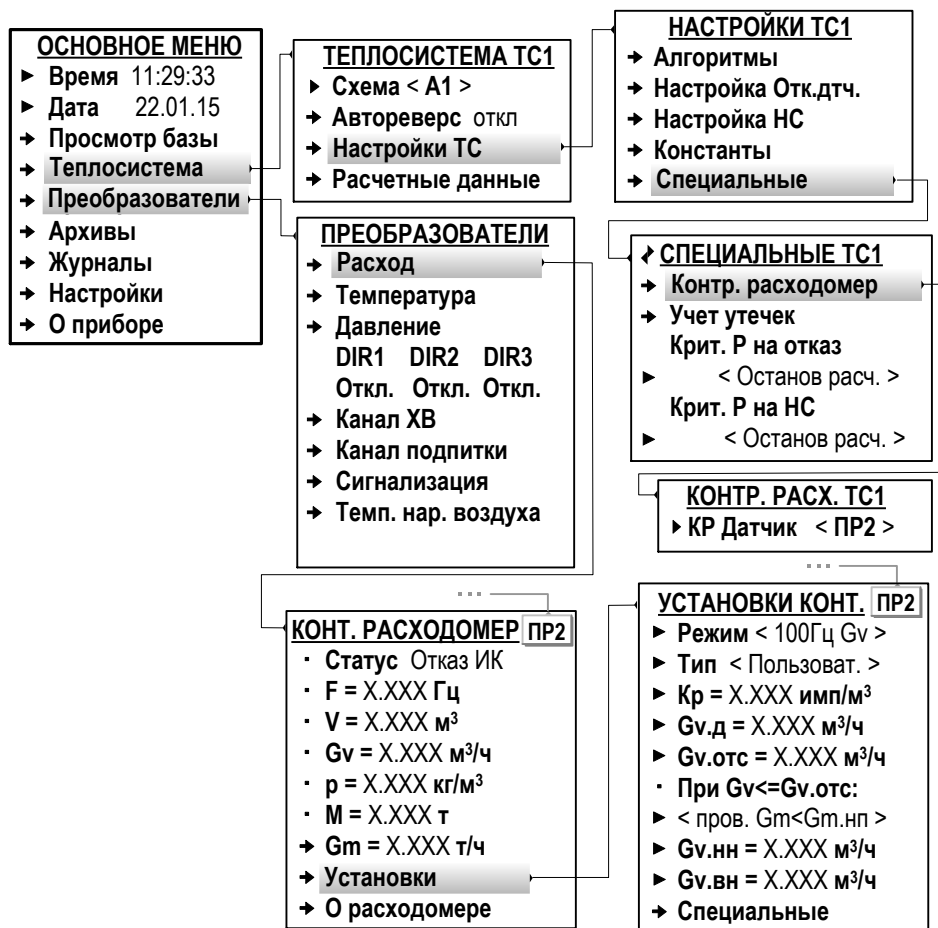 ОСНОВНОЕ МЕНЮ
Время 11:29:33
Дата 22.01.15
Просмотр базы
Теплосистема
Преобразователи
Архивы
Журналы
Настройки
О приборе
ТЕПЛОСИСТЕМА ТС1
Схема < А1 >
Автореверс откл
Настройки ТС
Расчетные данные
НАСТРОЙКИ ТС1
Алгоритмы
Настройка Отк.дтч.
Настройка НС
Константы
Специальные
ПРЕОБРАЗОВАТЕЛИ
Расход
Температура
Давление
DIR1 DIR2 DIR3
Откл. Откл. Откл.
Канал ХВ
Канал подпитки
Сигнализация
Темп. нар. воздуха
СПЕЦИАЛЬНЫЕ ТС1
Контр. расходомер
Учет утечек
Крит. Р на отказ
< Останов расч. >
Крит. Р на НС
< Останов расч. >
КОНТР. РАСХ. ТС1
КР Датчик < ПР2 >
КОНТ. РАСХОДОМЕР ПР2
Статус Отказ ИК
F = X.XXX Гц
V = X.XXX м³
Gv = X.XXX м³/ч
p = X.XXX кг/м³
M = X.XXX т
Gm = X.XXX т/ч
Установки
О расходомере
УСТАНОВКИ КОНТ. ПР2
Режим < 100Гц Gv >
Тип < Пользоват. >
Кр = X.XXX имп/м³
Gv.д = X.XXX м³/ч
Gv.отс = X.XXX м³/ч
При Gv<=Gv.отс:
< пров. Gm<Gm.нп >
Gv.нн = X.XXX м³/ч
Gv.вн = X.XXX м³/ч
Специальные